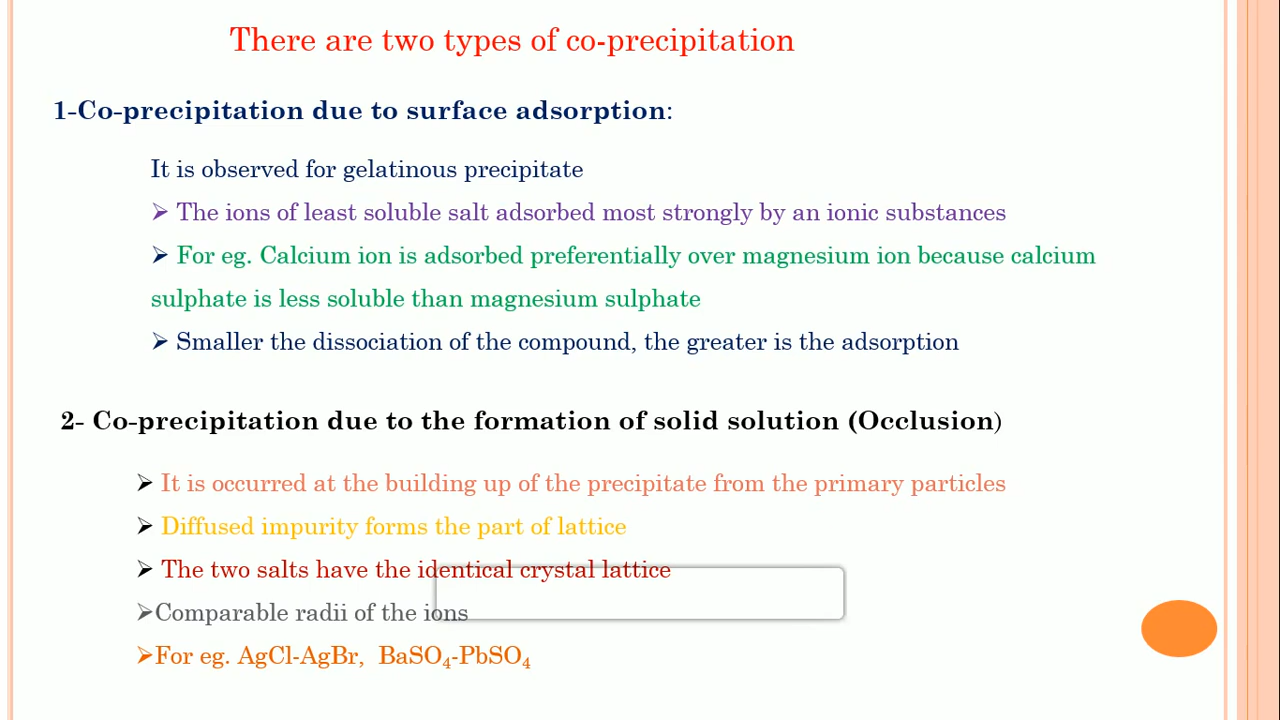 There are two types of co-precipitation
1-Co-precipitation due to surface adsorption:
It is observed for gelatinous precipitate
➢ The ions of least soluble salt adsorbed most strongly by an ionic substances
➢ For eg. Calcium ion is adsorbed preferentially over magnesium ion because calcium
sulphate is less soluble than magnesium sulphate
➢ Smaller the dissociation of the compound, the greater is the adsorption
2- Co-precipitation due to the formation of solid solution (Occlusion)
➢ It is occurred at the building up of the precipitate from the primary particles
➢ Diffused impurity forms the part of lattice
➢ The two salts have the identical crystal lattice
➢Comparable radii of the ions
➢For eg. AgCl-AgBr, BaSO₄-PbSO₄